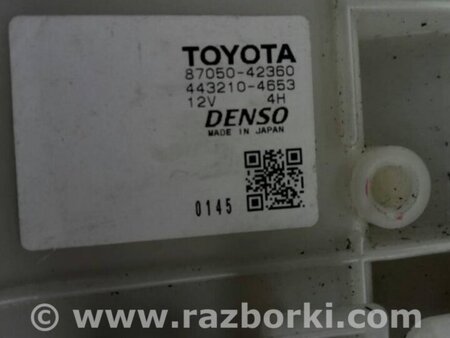 TOYOTA
87050-42360
443210-4653
12V 4H
DENSO
MADE IN JAPAN
0145
© www.razborki.com